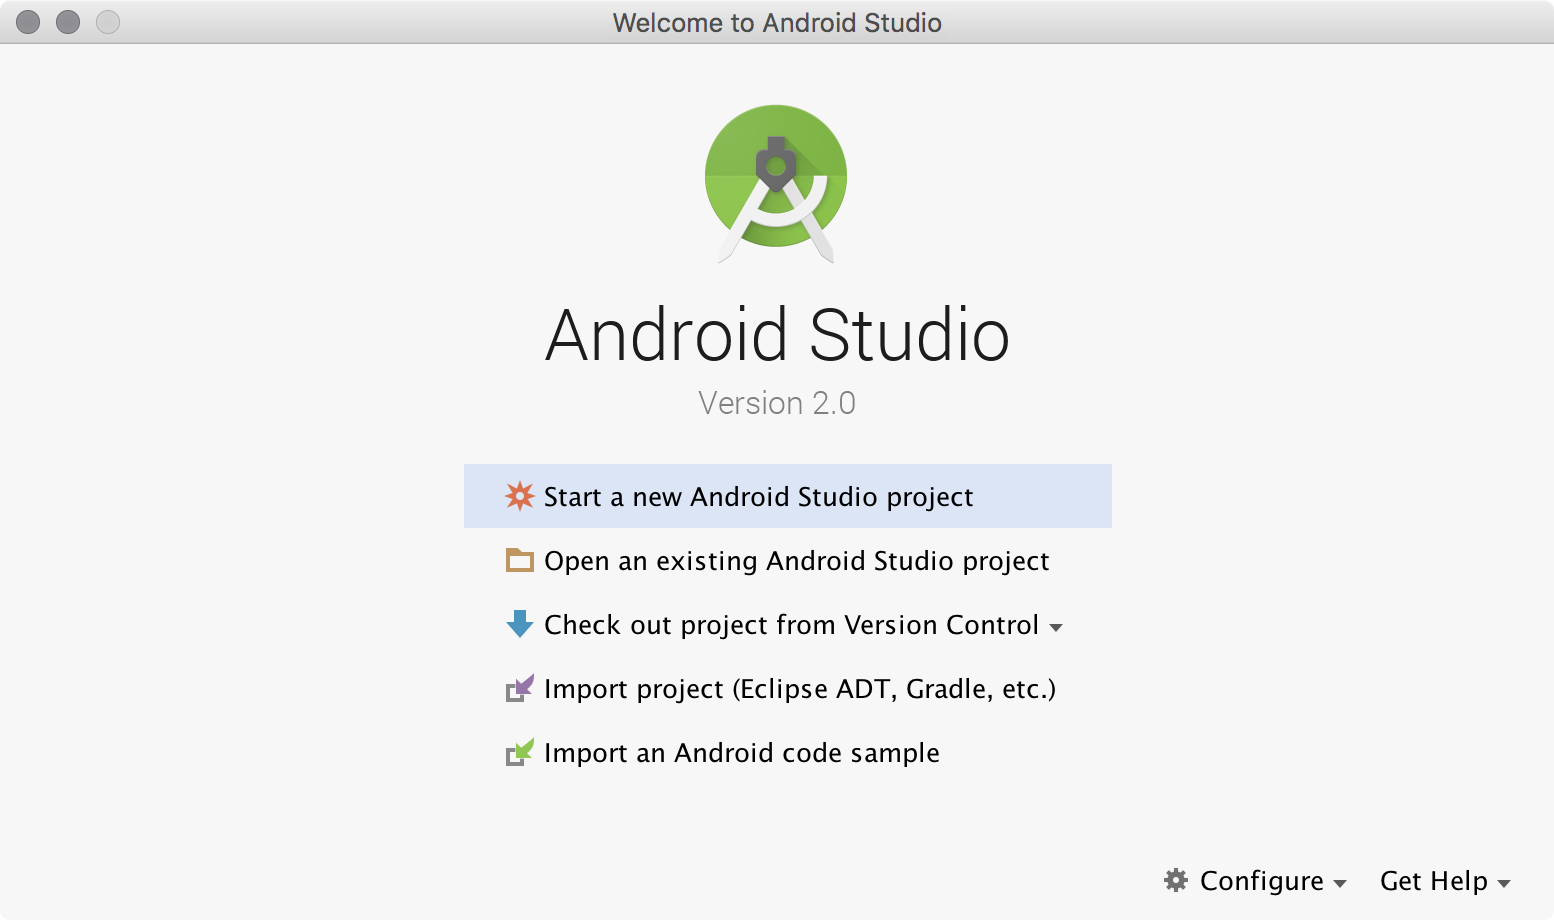 Welcome to Android Studio
Android Studio
Version 2.0
Start a new Android Studio project
Open an existing Android Studio project
Check out project from Version Control
Import project (Eclipse ADT, Gradle, etc.)
Import an Android code sample
Configure Get Help